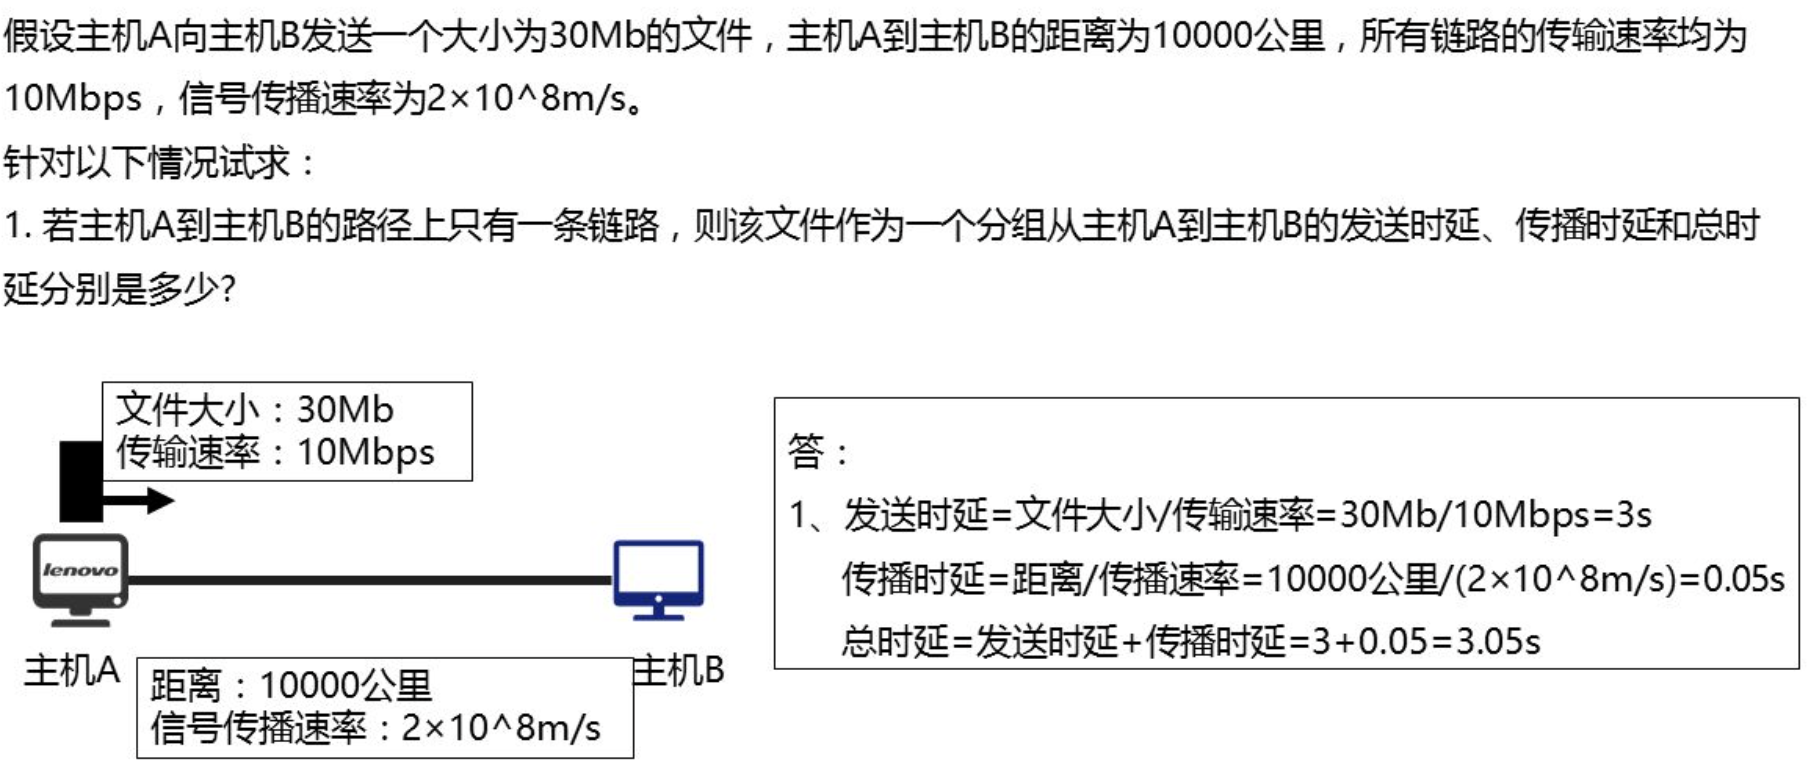 假设主机A向主机B发送一个大小为30Mb的文件，主机A到主机B的距离为10000公里，所有链路的传输速率均为
10Mbps，信号传播速率为2×10^8m/s。
针对以下情况试求：
1. 若主机A到主机B的路径上只有一条链路，则该文件作为一个分组从主机A到主机B的发送时延、传播时延和总时
延分别是多少?
文件大小：30Mb
传输速率：10Mbps
lenovo
主机A
主机B
距离：10000公里
信号传播速率：2×10^8m/s
答：
1、发送时延=文件大小/传输速率=30Mb/10Mbps=3s
传播时延=距离/传播速率=10000公里/(2×10^8m/s)=0.05s
总时延=发送时延+传播时延=3+0.05=3.05s